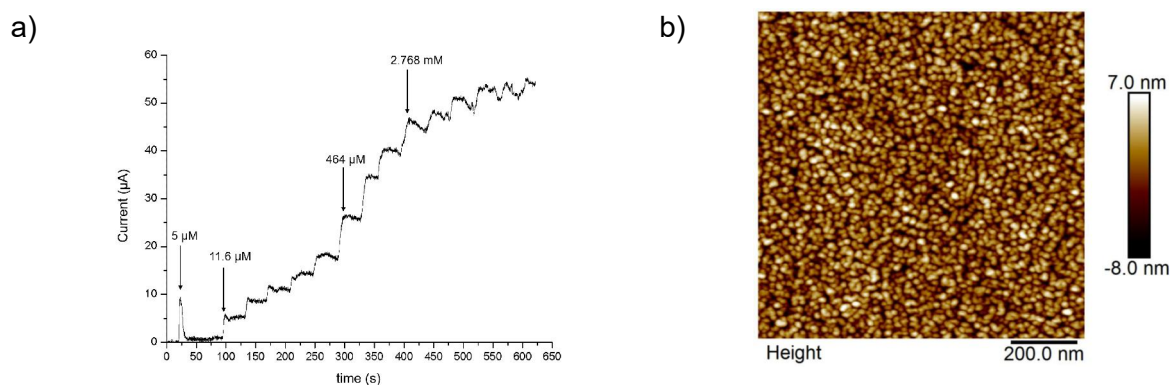 a)
60
50
40
30
20
10
0
Current (µA)
5 µM
11.6 µM
464 µM
2.768 mM
0 25 50 100 150 200 250 300 350 400 450 500 550 600 650
time (s)
b)
7.0 nm
-8.0 nm
Height
200.0 nm